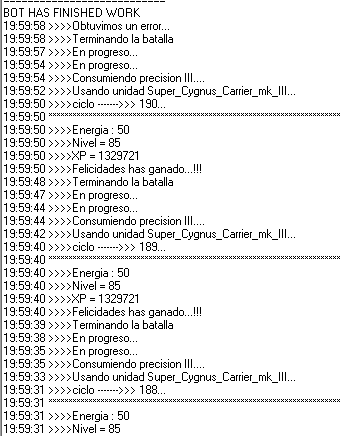 BOT HAS FINISHED WORK
19:59:58 >>>>Obtuvimos un error...
19:59:58 >>>>Terminando la batalla
19:59:57 >>>>En progreso...
19:59:54 >>>>En progreso...
19:59:54 >>>>Consumiendo precision III....
19:59:52 >>>>Usando unidad Super_Cygnus_Carrier_mk_III...
19:59:50 >>>>ciclo ------->>> 190...
19:59:50 ************************************************************************
19:59:50 >>>>Energia : 50
19:59:50 >>>>Nivel = 85
19:59:50 >>>>XP = 1329721
19:59:50 >>>>Felicidades has ganado...!!!
19:59:48 >>>>Terminando la batalla
19:59:47 >>>>En progreso...
19:59:44 >>>>En progreso...
19:59:44 >>>>Consumiendo precision III....
19:59:42 >>>>Usando unidad Super_Cygnus_Carrier_mk_III...
19:59:40 >>>>ciclo ------->>> 189...
19:59:40 ************************************************************************
19:59:40 >>>>Energia : 50
19:59:40 >>>>Nivel = 85
19:59:40 >>>>XP = 1329721
19:59:40 >>>>Felicidades has ganado...!!!
19:59:39 >>>>Terminando la batalla
19:59:38 >>>>En progreso...
19:59:35 >>>>En progreso...
19:59:35 >>>>Consumiendo precision III....
19:59:33 >>>>Usando unidad Super_Cygnus_Carrier_mk_III...
19:59:31 >>>>ciclo ------->>> 188...
19:59:31 ************************************************************************
19:59:31 >>>>Energia : 50
19:59:31 >>>>Nivel = 85